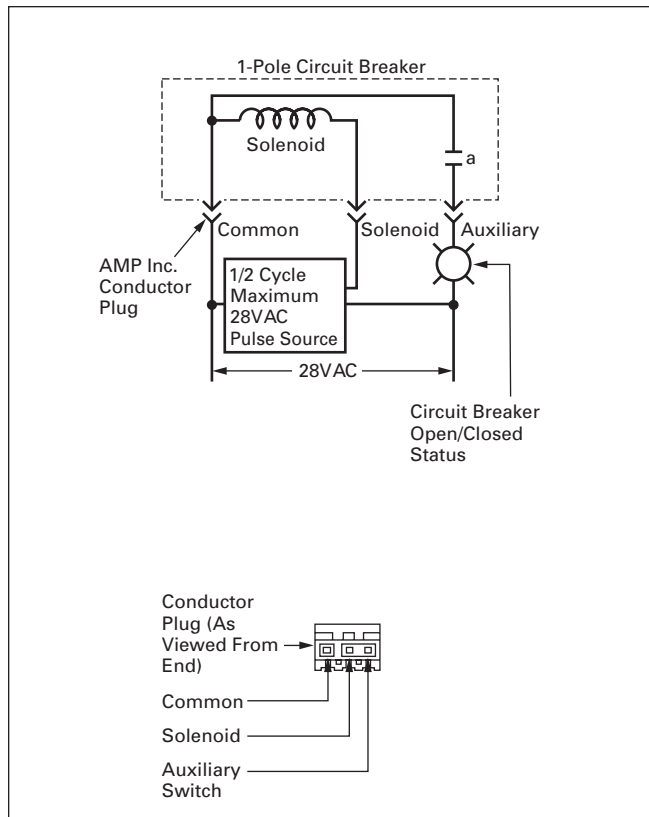 1-Pole Circuit Breaker
Solenoid
a
Common
Solenoid
Auxiliary
AMP Inc.
Conductor
Plug
1/2 Cycle
Maximum
28VAC
Pulse Source
28VAC
Circuit Breaker
Open/Closed
Status
Conductor
Plug (As
Viewed From
End)
Common
Solenoid
Auxiliary
Switch